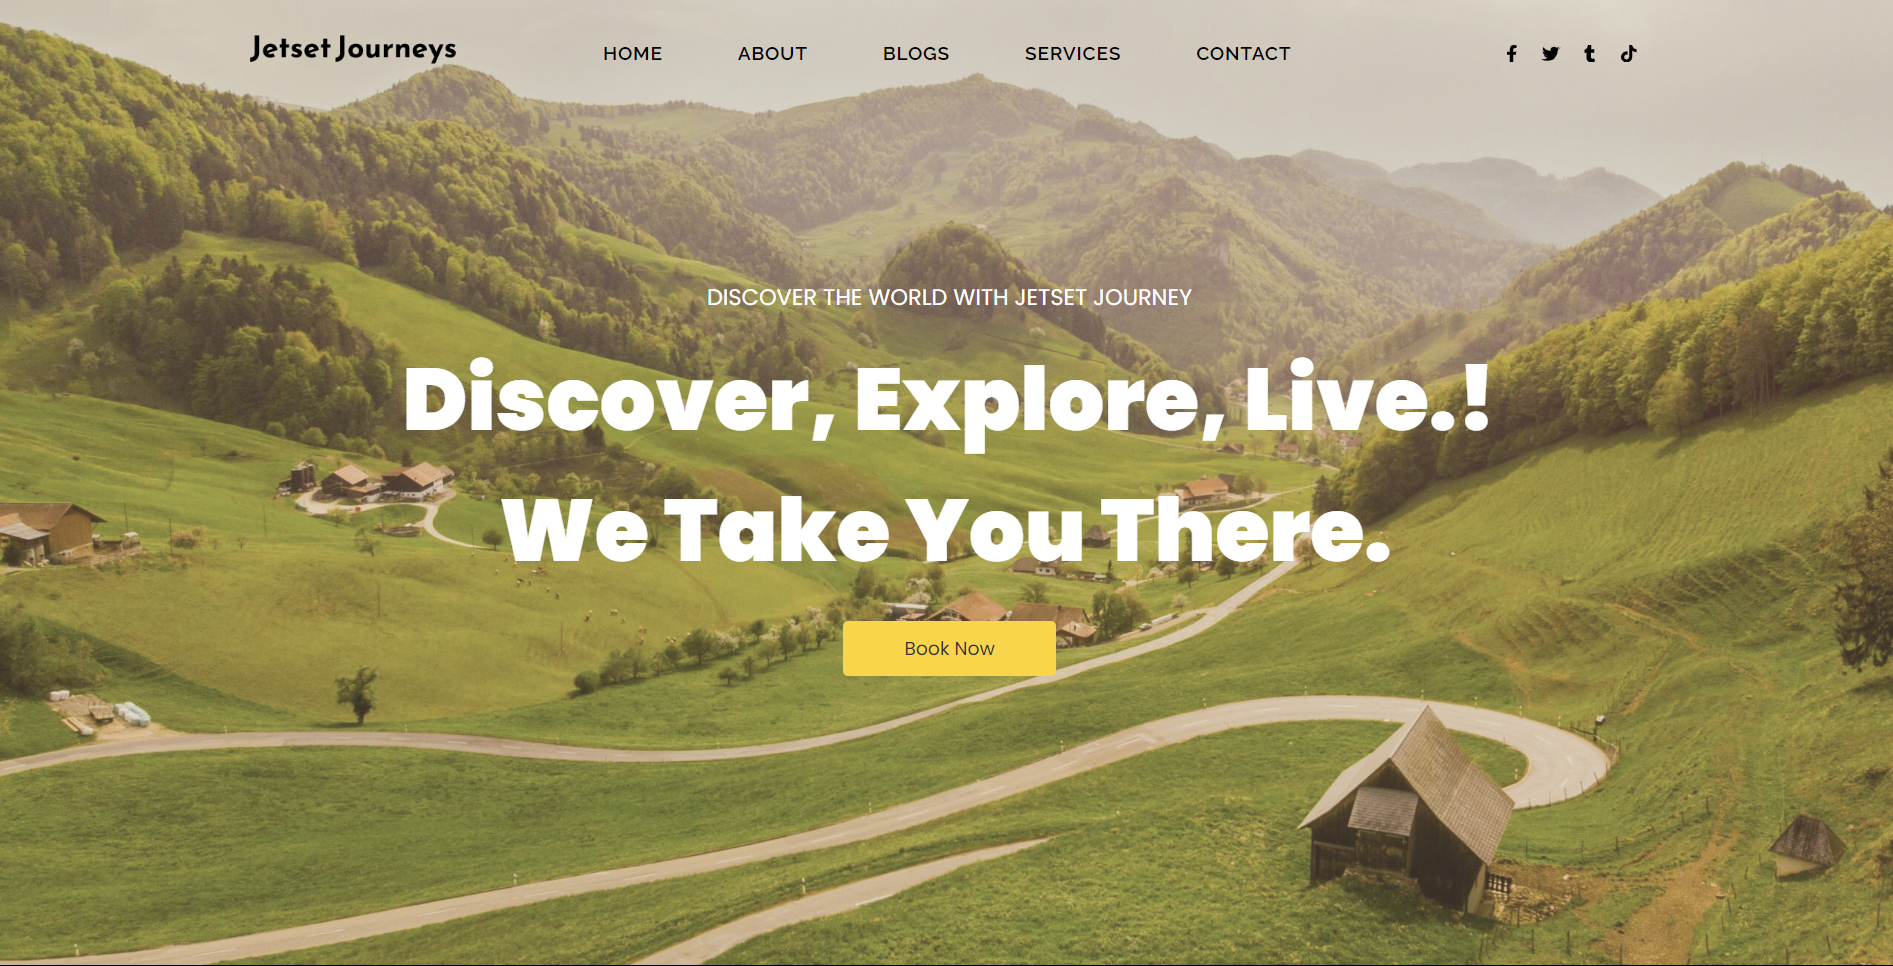 Jetset Journeys
HOME ABOUT BLOGS SERVICES CONTACT
DISCOVER THE WORLD WITH JETSET JOURNEY
Discover, Explore, Live.!
We Take You There.
Book Now